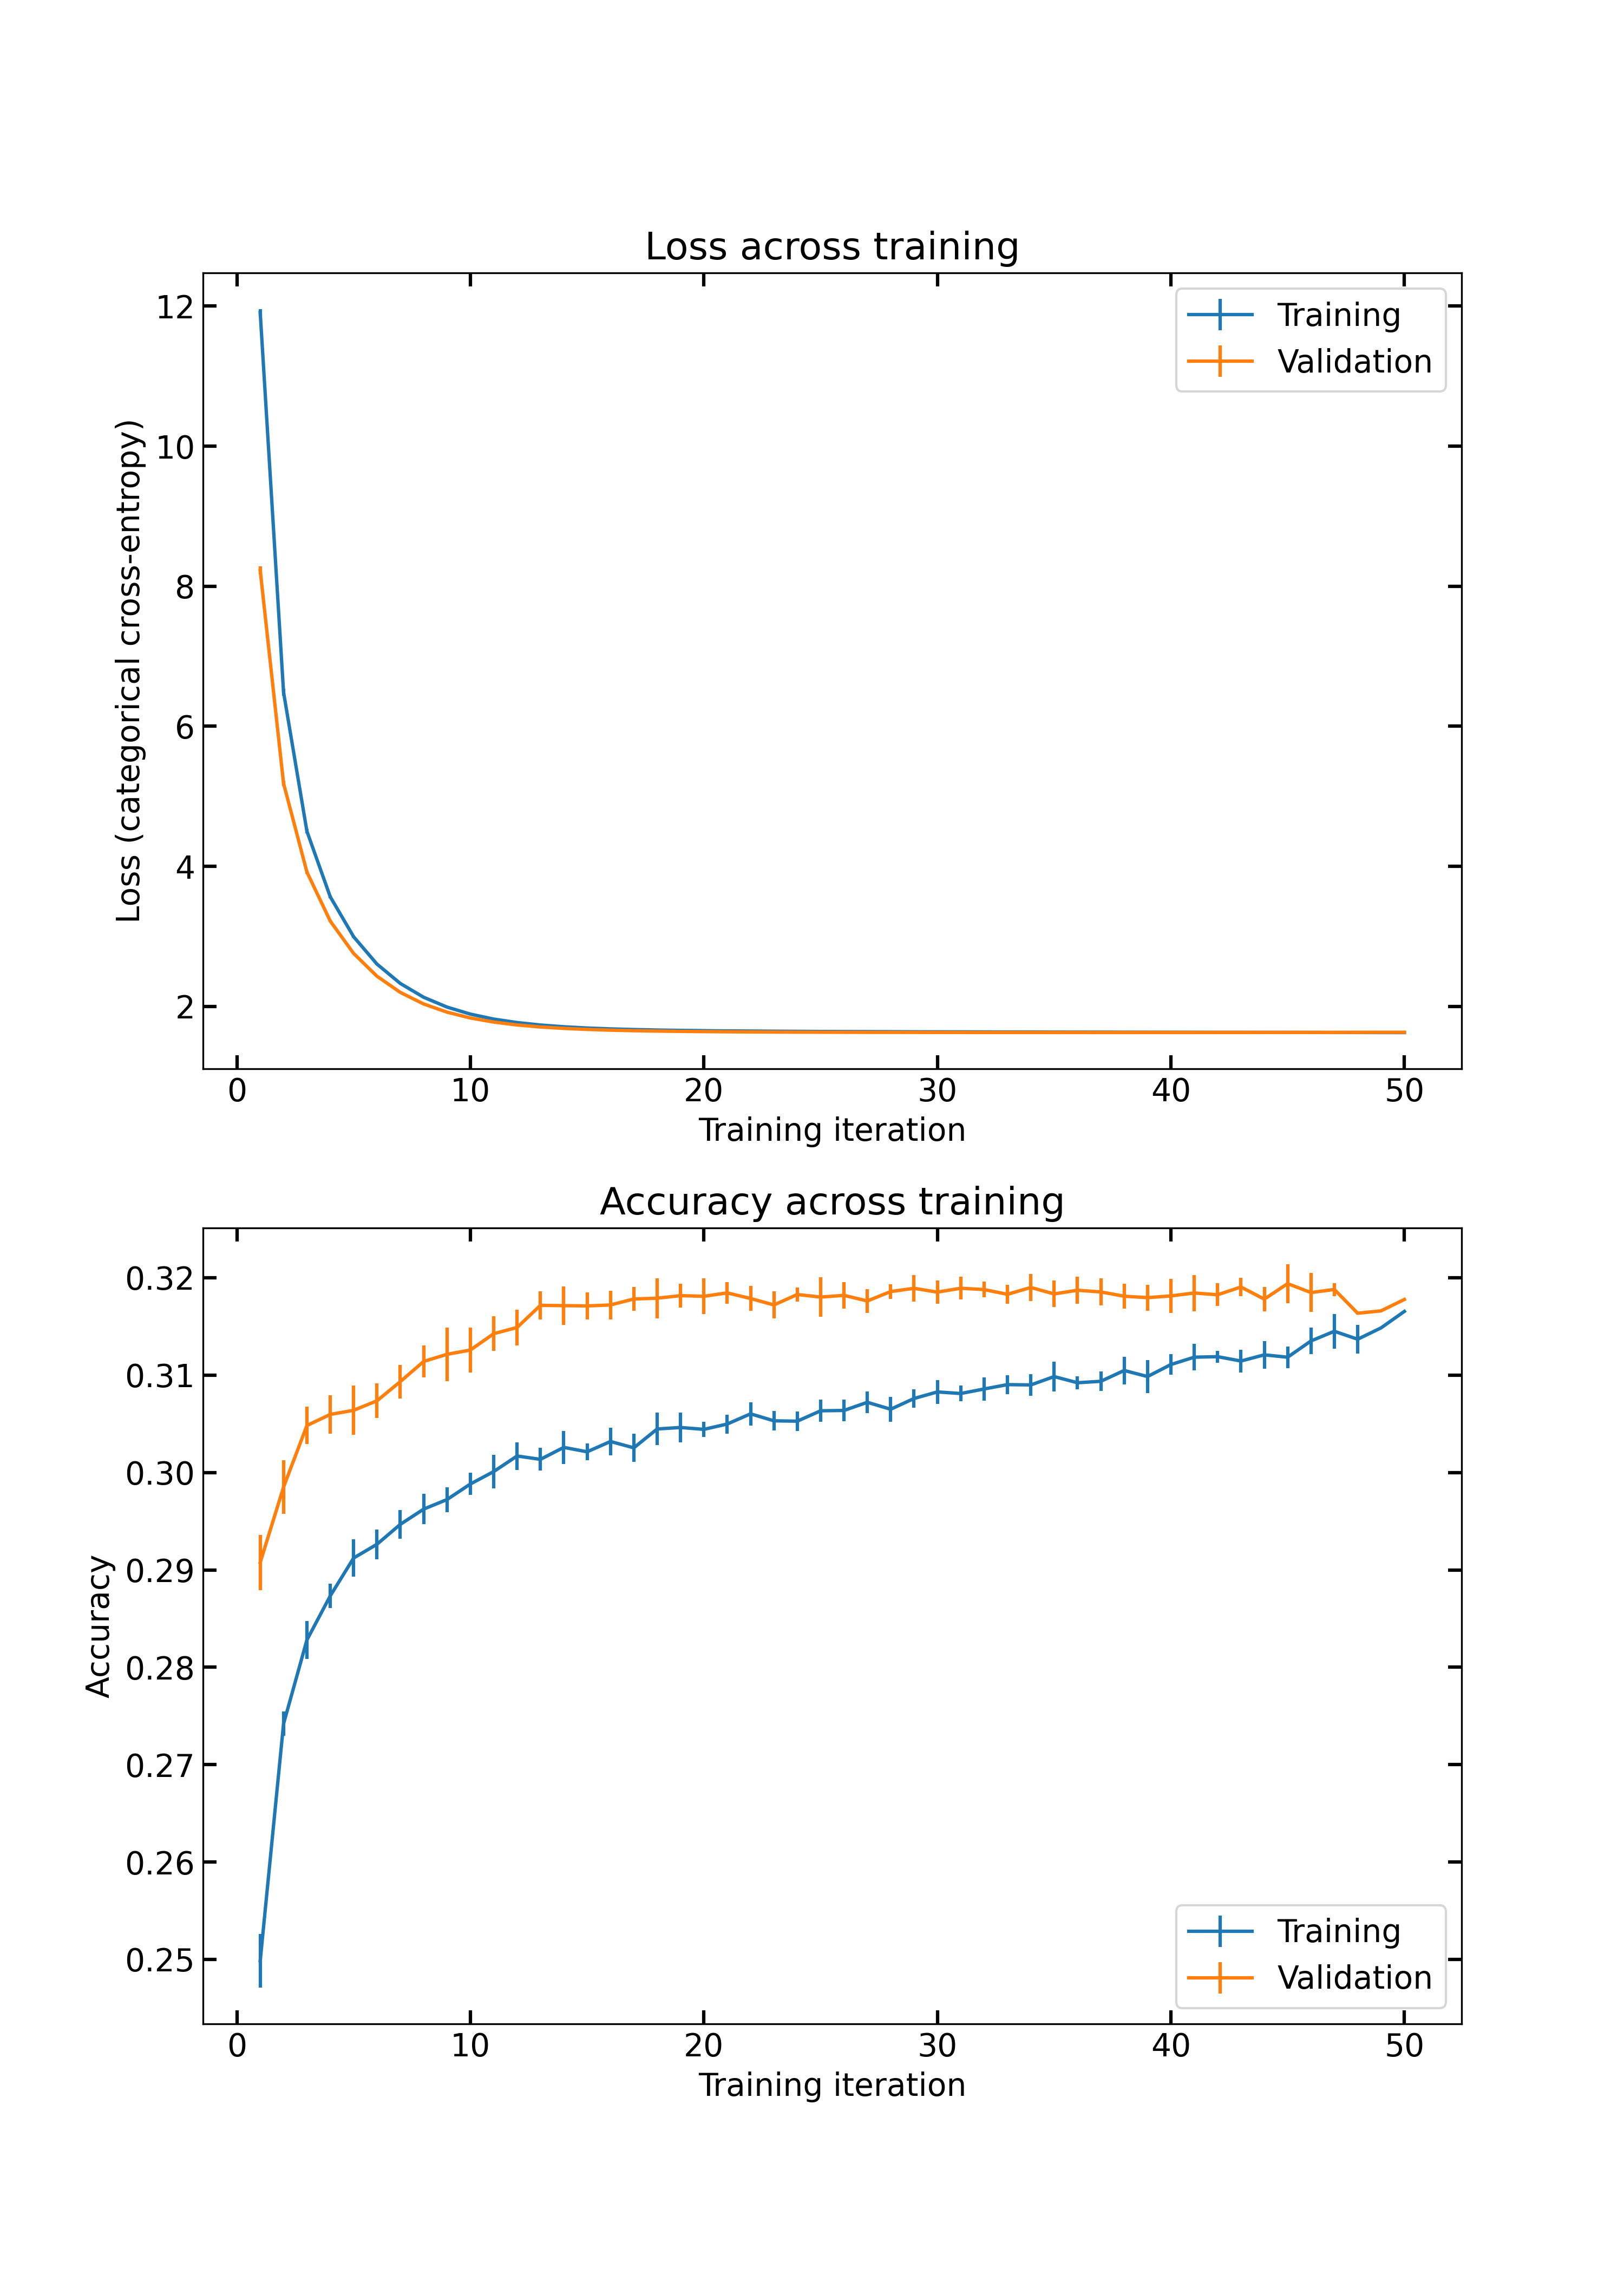 Loss across training
12
10
8
6
4
2
Loss (categorical cross-entropy)
Training
Validation
0 10 20 30 40 50
Training iteration
Accuracy across training
0.32
0.31
0.30
0.29
0.28
0.27
0.26
0.25
Accuracy
Training
Validation
0 10 20 30 40 50
Training iteration